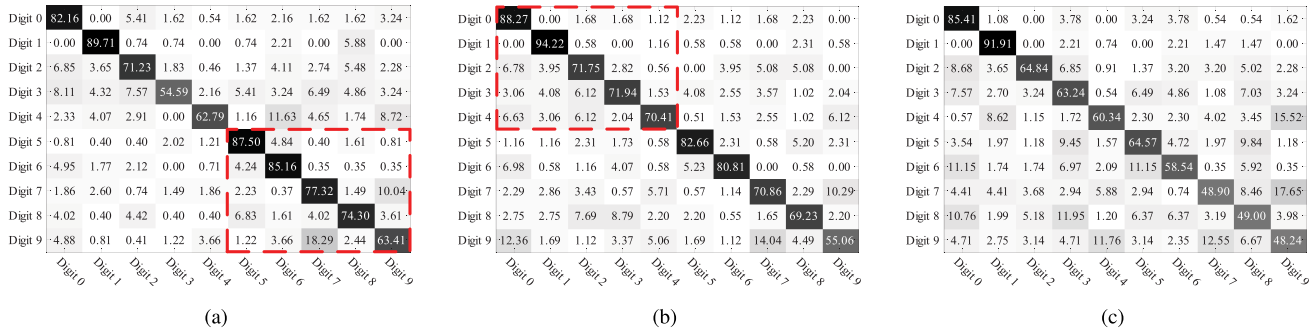 Digit 0 82.16 0.00 5.41 1.62 0.54 1.62 2.16 1.62 1.62 3.24
Digit 1 0.00 89.71 0.74 0.74 0.00 0.74 2.21 0.00 5.88 0.00
Digit 2 6.85 3.65 71.23 1.83 0.46 1.37 4.11 2.74 5.48 2.28
Digit 3 8.11 4.32 7.57 54.59 2.16 5.41 3.24 6.49 4.86 3.24
Digit 4 2.33 4.07 2.91 0.00 62.79 1.16 11.63 4.65 1.74 8.72
Digit 5 0.81 0.40 0.40 2.02 1.21 87.50 4.84 0.40 1.61 0.81
Digit 6 4.95 1.77 2.12 0.00 0.71 4.24 85.16 0.35 0.35 0.35
Digit 7 1.86 2.60 0.74 1.49 1.86 2.23 0.37 77.32 1.49 10.04
Digit 8 4.02 0.40 4.42 0.40 0.40 6.83 1.61 4.02 74.30 3.61
Digit 9 4.88 0.81 0.41 1.22 3.66 1.22 3.66 18.29 2.44 63.41
Digit 0 Digit 1 Digit 2 Digit 3 Digit 4 Digit 5 Digit 6 Digit 7 Digit 8 Digit 9
(a)
Digit 0 88.27 0.00 1.68 1.68 1.12 2.23 1.12 1.68 2.23 0.00
Digit 1 0.00 94.22 0.58 0.00 1.16 0.58 0.58 0.00 2.31 0.58
Digit 2 6.78 3.95 71.75 2.82 0.56 0.00 3.95 5.08 5.08 0.00
Digit 3 3.06 4.08 6.12 71.94 1.53 4.08 2.55 3.57 1.02 2.04
Digit 4 6.63 3.06 6.12 2.04 70.41 0.51 1.53 2.55 1.02 6.12
Digit 5 1.16 1.16 2.31 1.73 0.58 82.66 2.31 0.58 5.20 2.31
Digit 6 6.98 0.58 1.16 4.07 0.58 5.23 80.81 0.00 0.58 0.00
Digit 7 2.29 2.86 3.43 0.57 5.71 0.57 1.14 70.86 2.29 10.29
Digit 8 2.75 2.75 7.69 8.79 2.20 2.20 0.55 1.65 69.23 2.20
Digit 9 12.36 1.69 1.12 3.37 5.06 1.69 1.12 14.04 4.49 55.06
Digit 0 Digit 1 Digit 2 Digit 3 Digit 4 Digit 5 Digit 6 Digit 7 Digit 8 Digit 9
(b)
Digit 0 85.41 1.08 0.00 3.78 0.00 3.24 3.78 0.54 0.54 1.62
Digit 1 0.00 91.91 0.00 2.21 0.74 0.00 2.21 1.47 1.47 0.00
Digit 2 8.68 3.65 64.84 6.85 0.91 1.37 3.20 3.20 5.02 2.28
Digit 3 7.57 2.70 3.24 63.24 0.54 6.49 4.86 1.08 7.03 3.24
Digit 4 0.57 8.62 1.15 1.72 60.34 2.30 2.30 4.02 3.45 15.52
Digit 5 3.54 1.97 1.18 9.45 1.57 64.57 4.72 1.97 9.84 1.18
Digit 6 11.15 1.74 1.74 6.97 2.09 11.15 58.54 0.35 5.92 0.35
Digit 7 4.41 4.41 3.68 2.94 5.88 2.94 0.74 48.90 8.46 17.65
Digit 8 10.76 1.99 5.18 11.95 1.20 6.37 6.37 3.19 49.00 3.98
Digit 9 4.71 2.75 3.14 4.71 11.76 3.14 2.35 12.55 6.67 48.24
Digit 0 Digit 1 Digit 2 Digit 3 Digit 4 Digit 5 Digit 6 Digit 7 Digit 8 Digit 9
(c)